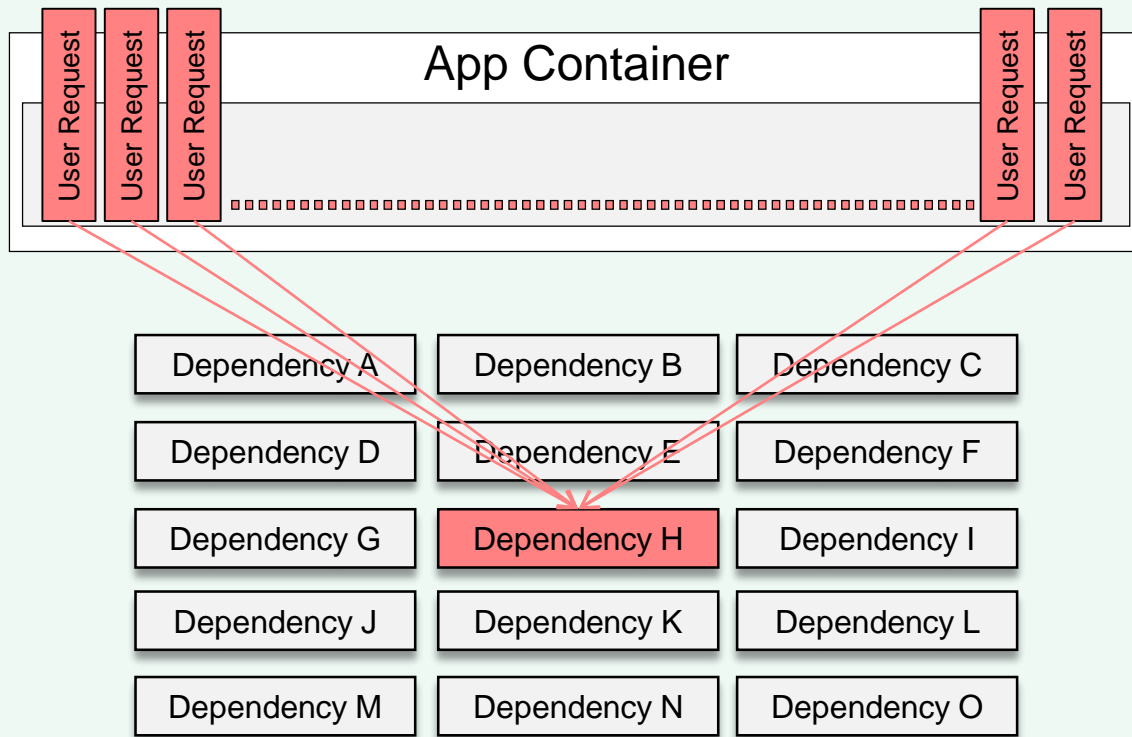 User Request
User Request
User Request
App Container
User Request
User Request
Dependency A
Dependency B
Dependency C
Dependency D
Dependency E
Dependency F
Dependency G
Dependency H
Dependency I
Dependency J
Dependency K
Dependency L
Dependency M
Dependency N
Dependency O